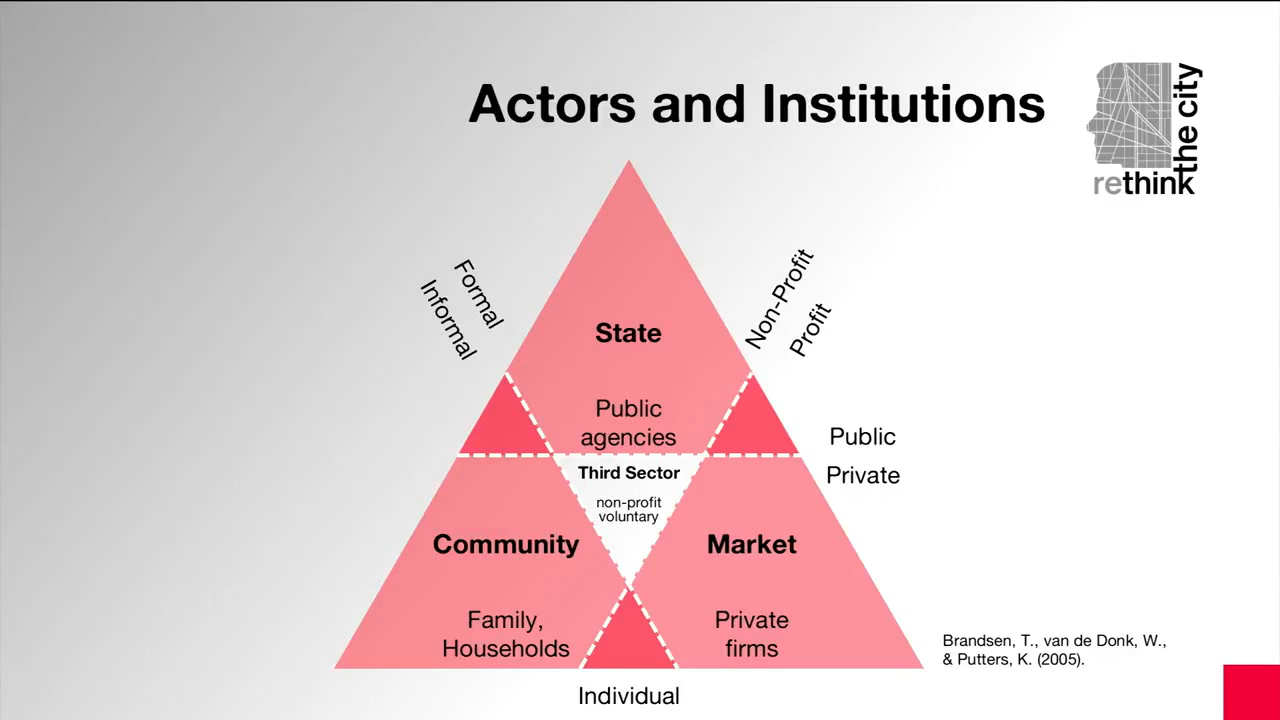 Actors and Institutions
rethink
the city
Formal
Informal
Non-Profit
Profit
State
Public
agencies
Public
Private
Third Sector
non-profit
voluntary
Community
Market
Family,
Households
Private
firms
Brandsen, T., van de Donk, W.,
& Putters, K. (2005).
Individual